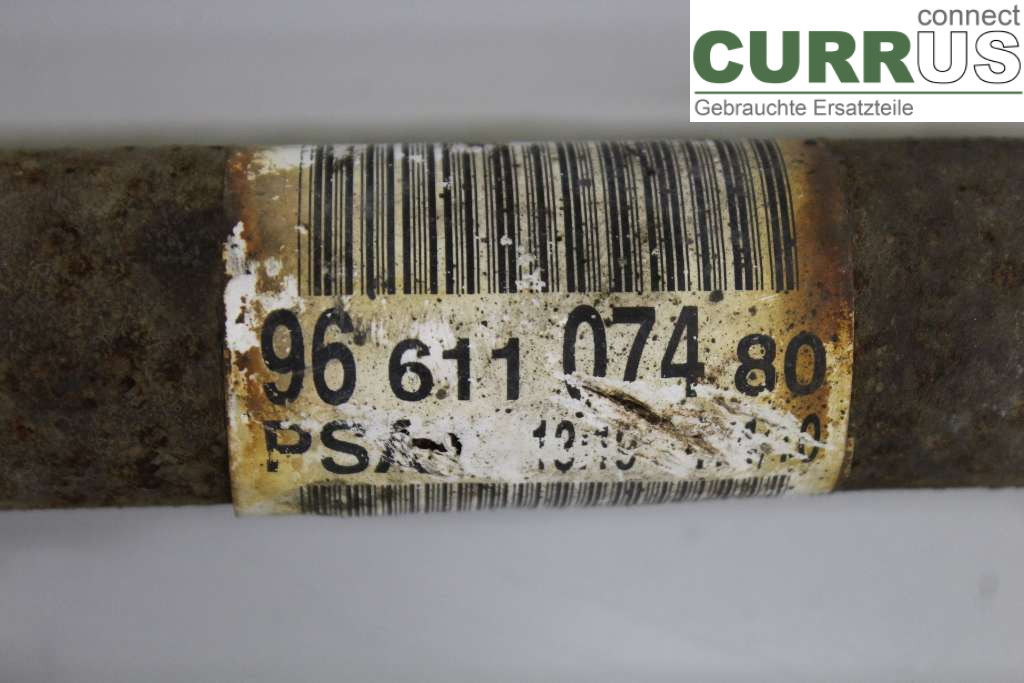 connect
CURRUS
Gebrauchte Ersatzteile
96 611 074 80
PSA